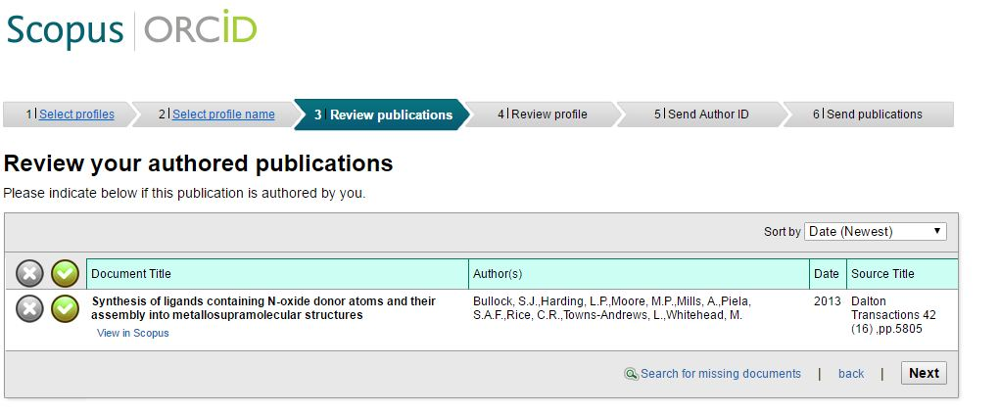 Scopus | ORCiD
1 | Select profiles 2 | Select profile name 3 | Review publications 4 | Review profile 5 | Send Author ID 6 | Send publications
Review your authored publications
Please indicate below if this publication is authored by you.
Sort by Date (Newest)
Document Title Author(s) Date Source Title
Synthesis of ligands containing N-oxide donor atoms and their Bullock, S.J.,Harding, L.P.,Moore, M.P.,Mills, A.,Piela, 2013 Dalton
assembly into metallosupramolecular structures S.A.F.,Rice, C.R.,Towns-Andrews, L.,Whitehead, M. Transactions 42
View in Scopus (16) ,pp.5805
Search for missing documents | back | Next